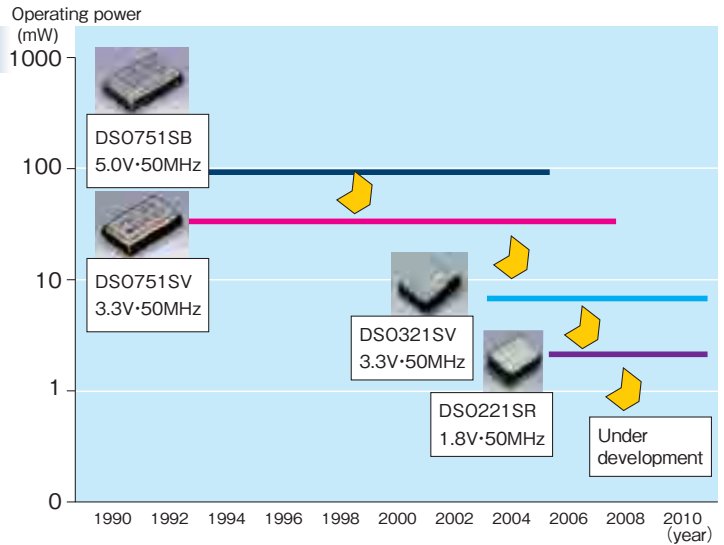 Operating power
(mW)
1000
100
10
1
0
DSO751SB
5.0V·50MHz
DSO751SV
3.3V·50MHz
DSO321SV
3.3V·50MHz
DSO221SR
1.8V·50MHz
Under
development
1990 1992 1994 1996 1998 2000 2002 2004 2006 2008 2010
(year)